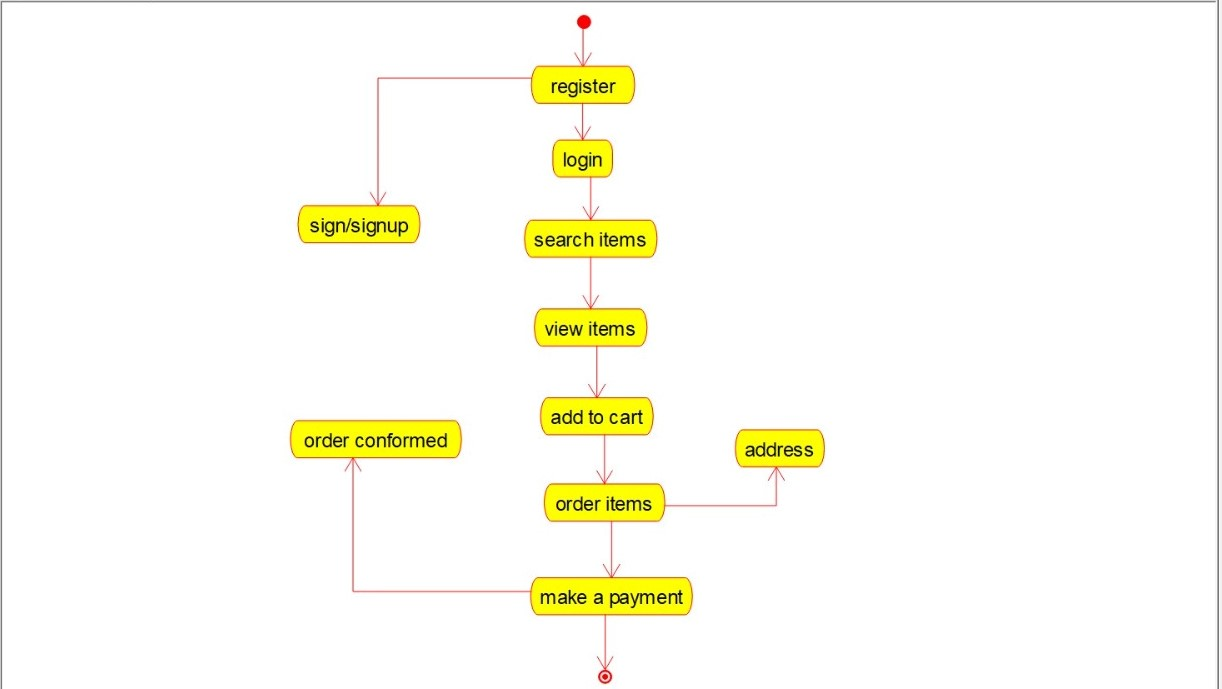 register
login
sign/signup
search items
view items
add to cart
order conformed
address
order items
make a payment